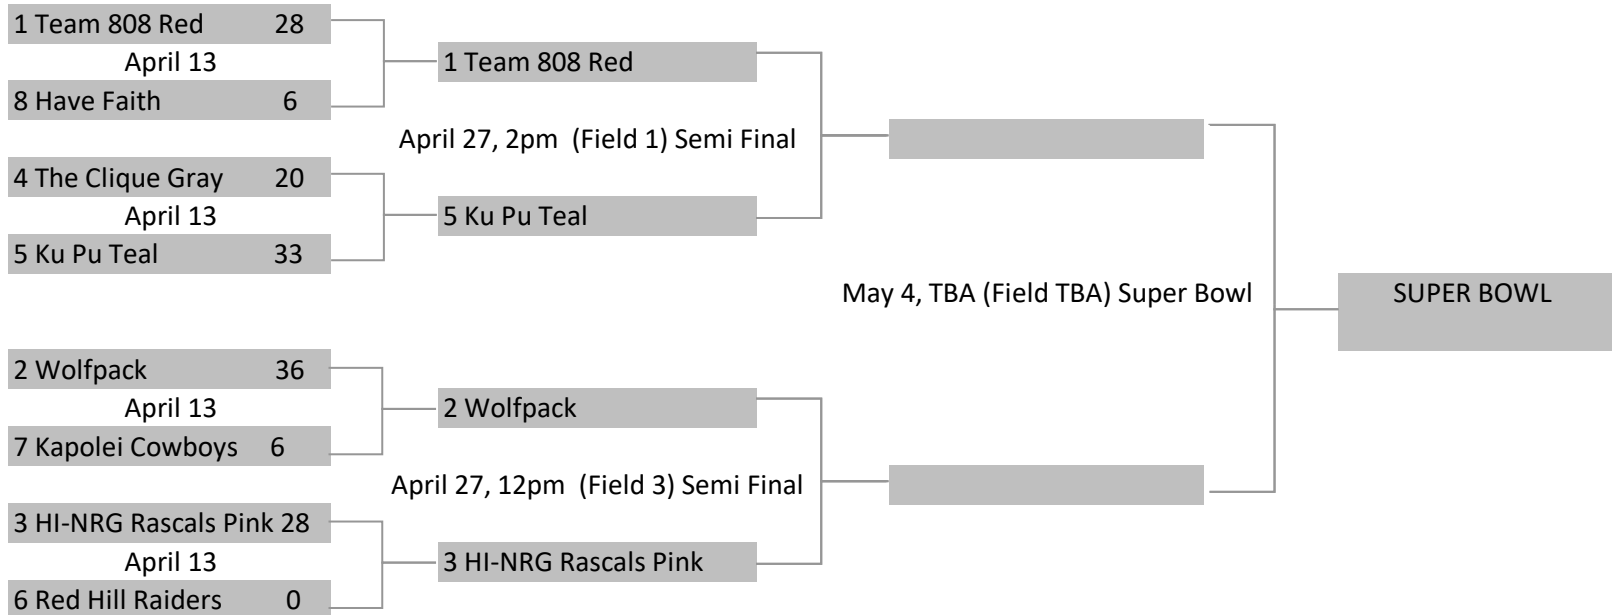 1 Team 808 Red 28
April 13
8 Have Faith 6
1 Team 808 Red
April 27, 2pm (Field 1) Semi Final
4 The Clique Gray 20
April 13
5 Ku Pu Teal 33
5 Ku Pu Teal
May 4, TBA (Field TBA) Super Bowl
SUPER BOWL
2 Wolfpack 36
April 13
7 Kapolei Cowboys 6
2 Wolfpack
April 27, 12pm (Field 3) Semi Final
3 HI-NRG Rascals Pink 28
April 13
6 Red Hill Raiders 0
3 HI-NRG Rascals Pink